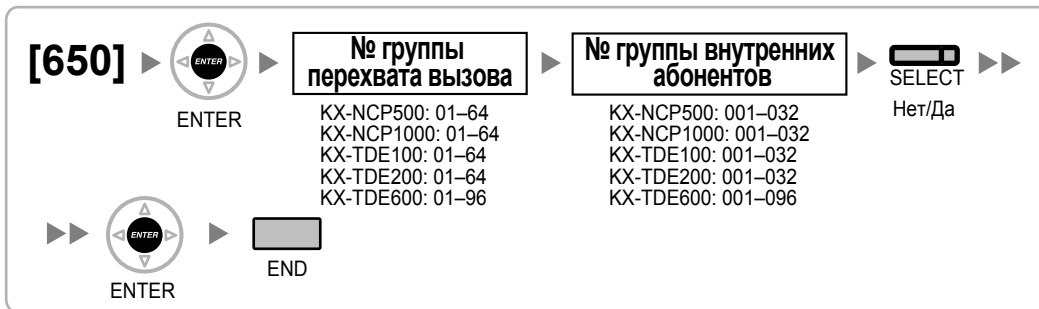 [650]
ENTER
ENTER
№ группы
перехвата вызова
KX-NCP500: 01–64
KX-NCP1000: 01–64
KX-TDE100: 01–64
KX-TDE200: 01–64
KX-TDE600: 01–96
№ группы внутренних
абонентов
KX-NCP500: 001–032
KX-NCP1000: 001–032
KX-TDE100: 001–032
KX-TDE200: 001–032
KX-TDE600: 001–096
SELECT
Нет/Да
ENTER
ENTER
END